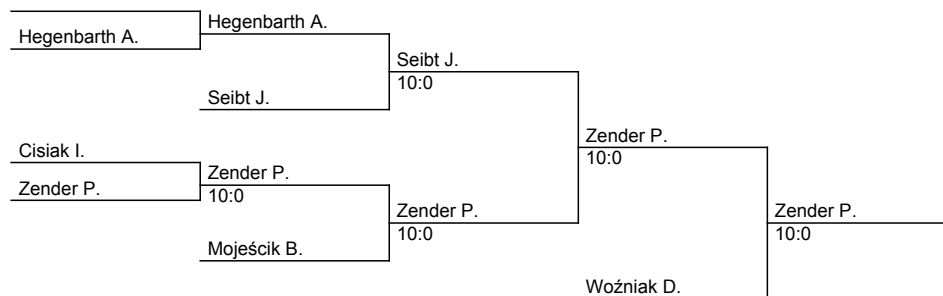 Hegenbarth A.
Hegenbarth A.
Seibt J.
10:0
Seibt J.
Cisiak I.
Zender P.
10:0
Zender P.
10:0
Zender P.
10:0
Zender P.
10:0
Mojeścik B.
Woźniak D.